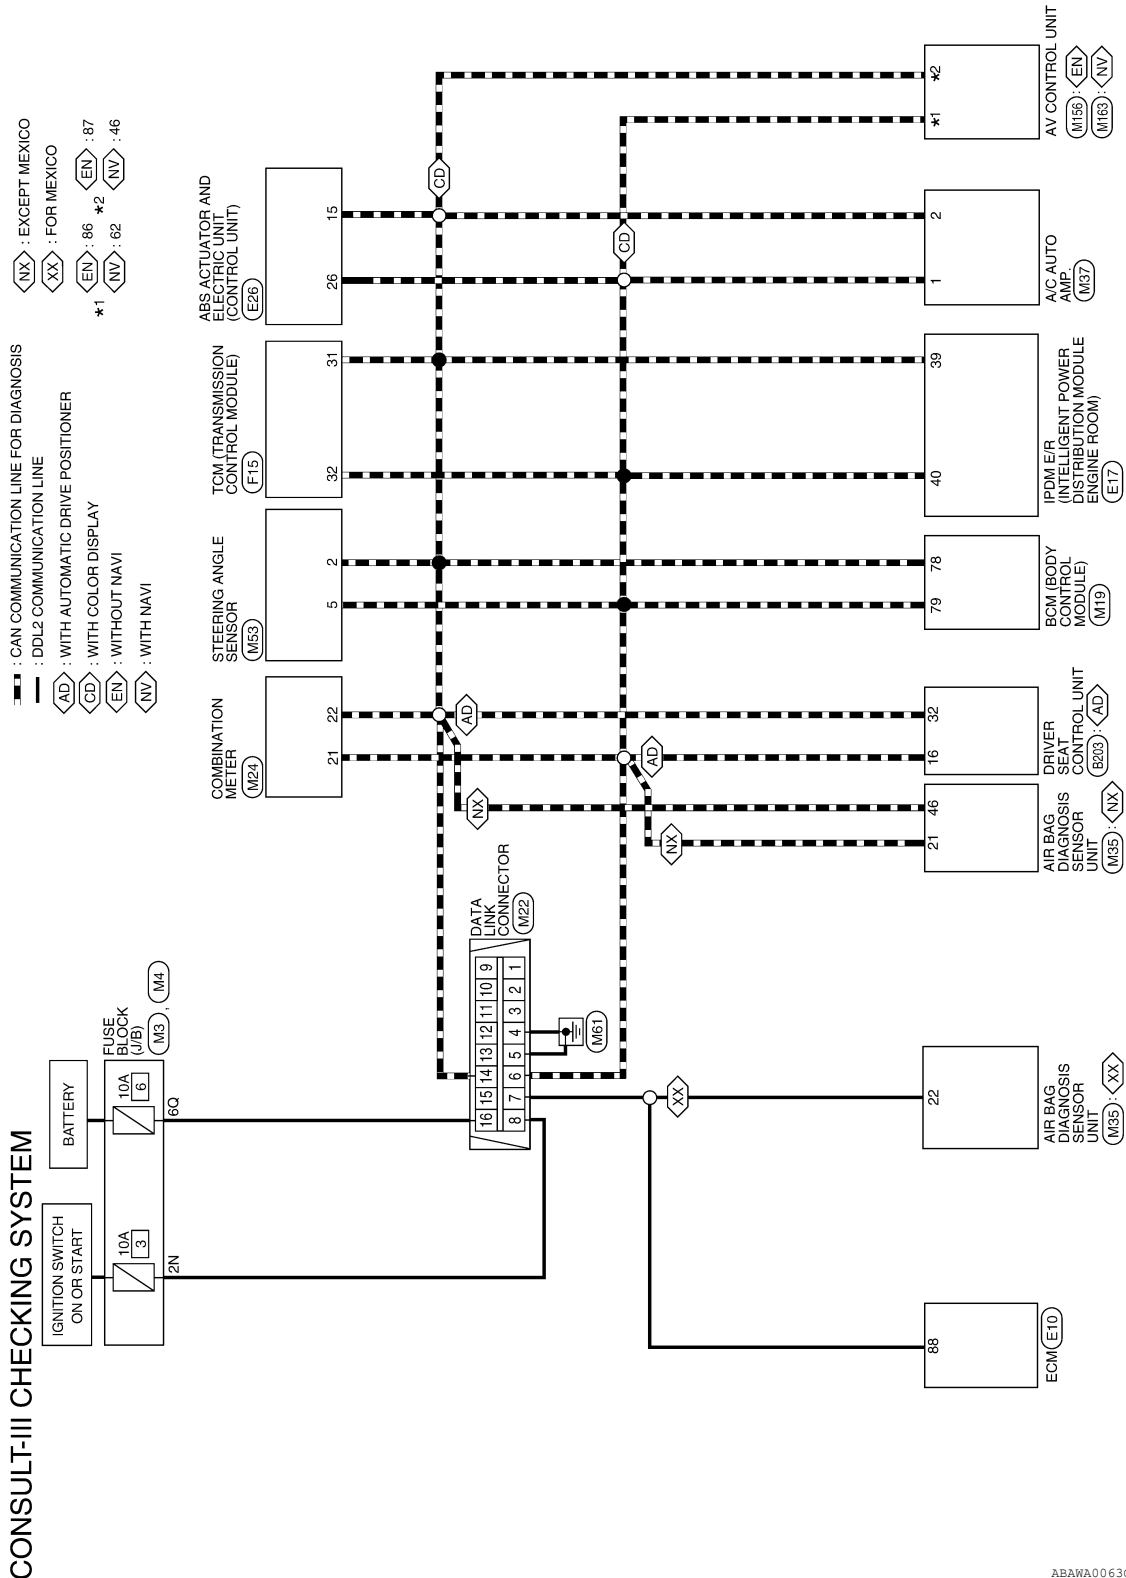 CONSULT-III CHECKING SYSTEM
: CAN COMMUNICATION LINE FOR DIAGNOSIS
: DDL2 COMMUNICATION LINE
AD : WITH AUTOMATIC DRIVE POSITIONER
CD : WITH COLOR DISPLAY
EN : WITHOUT NAVI
NV : WITH NAVI
NX : EXCEPT MEXICO
XX : FOR MEXICO
*1 EN : 86
NV : 62
*2 EN : 87
NV : 46
IGNITION SWITCH
ON OR START
BATTERY
FUSE
BLOCK
(J/B)
M3 , M4
10A
3
10A
6
2N
6Q
COMBINATION
METER
M24
21
22
STEERING ANGLE
SENSOR
M53
5
2
TCM (TRANSMISSION
CONTROL MODULE)
F15
32
31
ABS ACTUATOR AND
ELECTRIC UNIT
(CONTROL UNIT)
E26
26
15
DATA
LINK
CONNECTOR
M22
16 15 14 13 12 11 10 9
8 7 6 5 4 3 2 1
M61
AD
AD
NX
NX
CD
CD
XX
88
ECM E10
22
AIR BAG
DIAGNOSIS
SENSOR
UNIT
M35 : XX
21
46
AIR BAG
DIAGNOSIS
SENSOR
UNIT
M35 : NX
16
32
DRIVER
SEAT
CONTROL UNIT
B203 : AD
79
78
BCM (BODY
CONTROL
MODULE)
M19
40
39
IPDM E/R
(INTELLIGENT POWER
DISTRIBUTION MODULE
ENGINE ROOM)
E17
1
2
A/C AUTO
AMP.
M37
*1
*2
AV CONTROL UNIT
M156 : EN
M163 : NV